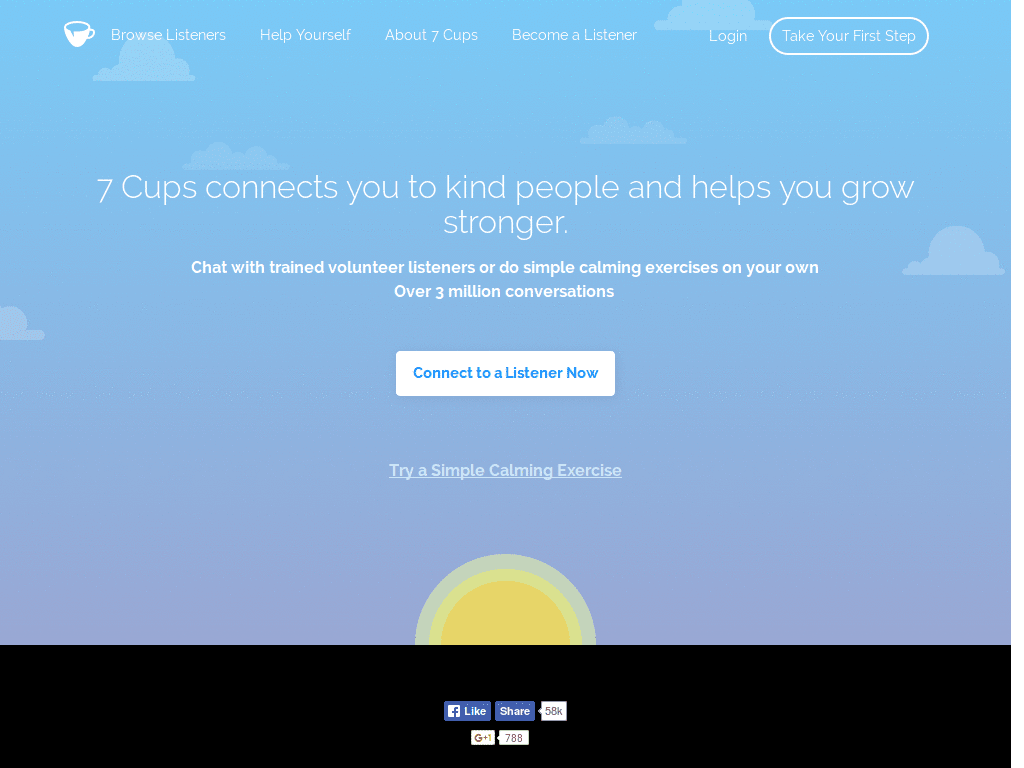 Browse Listeners Help Yourself About 7 Cups Become a Listener Login Take Your First Step
7 Cups connects you to kind people and helps you grow
stronger.
Chat with trained volunteer listeners or do simple calming exercises on your own
Over 3 million conversations
Connect to a Listener Now
Try a Simple Calming Exercise
Like Share 58k
G+1 788